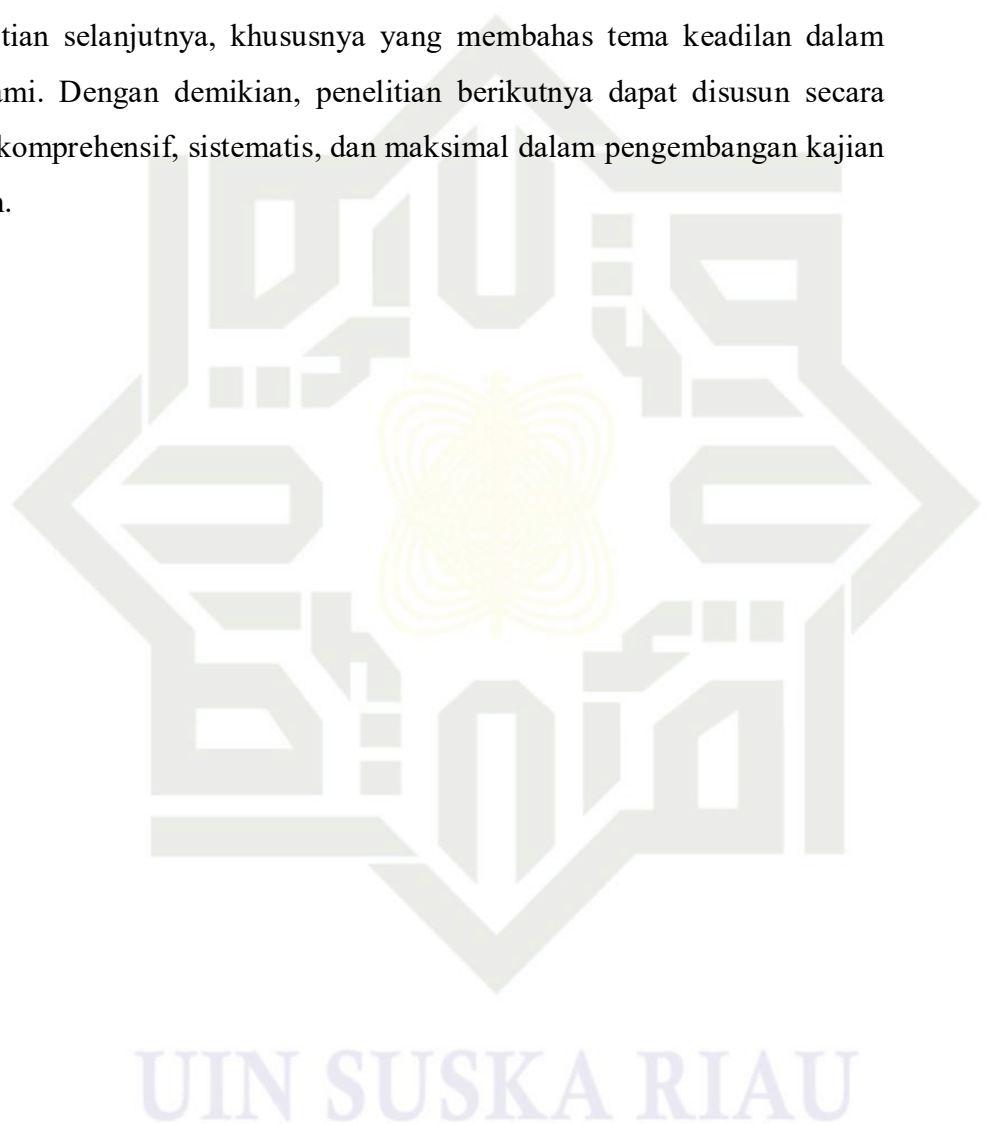 tian selanjutnya, khususnya yang membahas tema keadilan dalam
ami. Dengan demikian, penelitian berikutnya dapat disusun secara
komprehensif, sistematis, dan maksimal dalam pengembangan kajian
.
UIN SUSKA RIAU